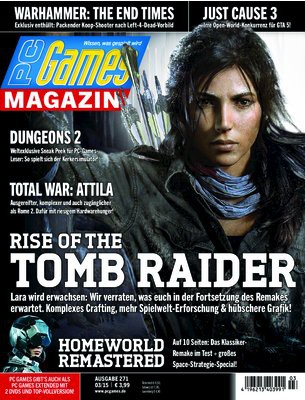 WARHAMMER: THE END TIMES
Exklusiv enthüllt: Packender Koop-Shooter nach Left-4-Dead-Vorbild
JUST CAUSE 3
Open-World-Konkurrenz für GTA 5!
Wissen, was gespielt wird!
PC Games
MAGAZIN
DUNGEONS 2
Weltexklusive Sneak Peek für PC-Games-
Leser: So spielt sich der Kerkersimulator!
TOTAL WAR: ATTILA
Ausgereifter, komplexer und auch zugänglicher
als Rome 2. Dafür mit riesigem Hardwarehunger!
RISE OF THE
TOMB RAIDER
Lara wird erwachsen: Wir verraten, was euch in der Fortsetzung des Remakes
erwartet. Komplexes Crafting, mehr Spielwelt-Erforschung & hübschere Grafik!
HOMEWORLD
REMASTERED
Auf 10 Seiten: Das Klassiker-
Remake im Test + großes
Space-Strategie-Special!
PC GAMES GIBT'S AUCH ALS
PC GAMES EXTENDED MIT
2 DVDS UND TOP-VOLLVERSION!
AUSGABE 271
03/15 | € 3,99
www.pcgames.de
03
4 196213 403991